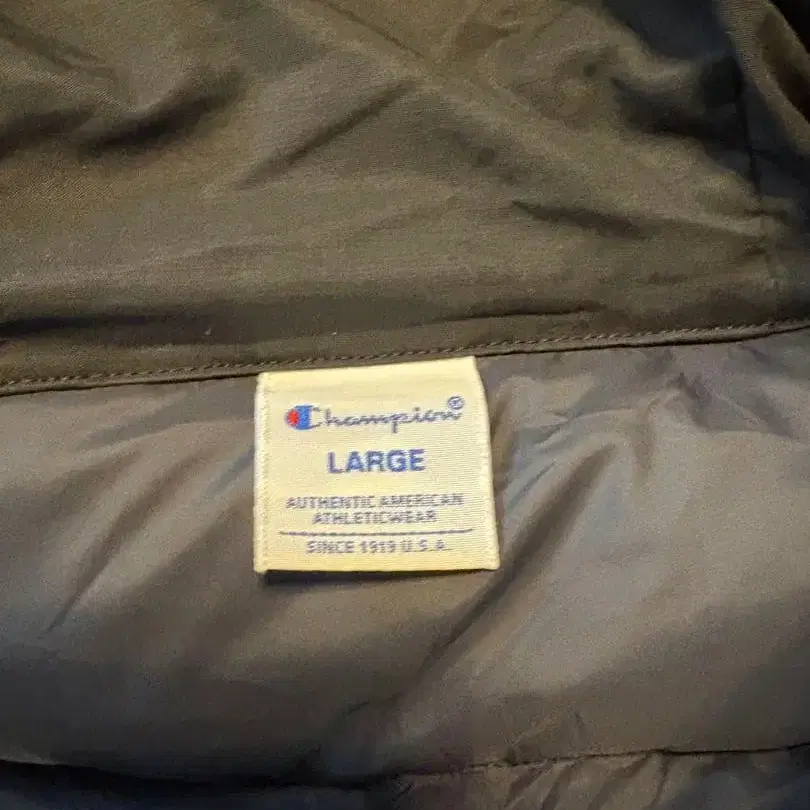 Champion®
LARGE
AUTHENTIC AMERICAN
ATHLETICWEAR
SINCE 1919 U.S.A.